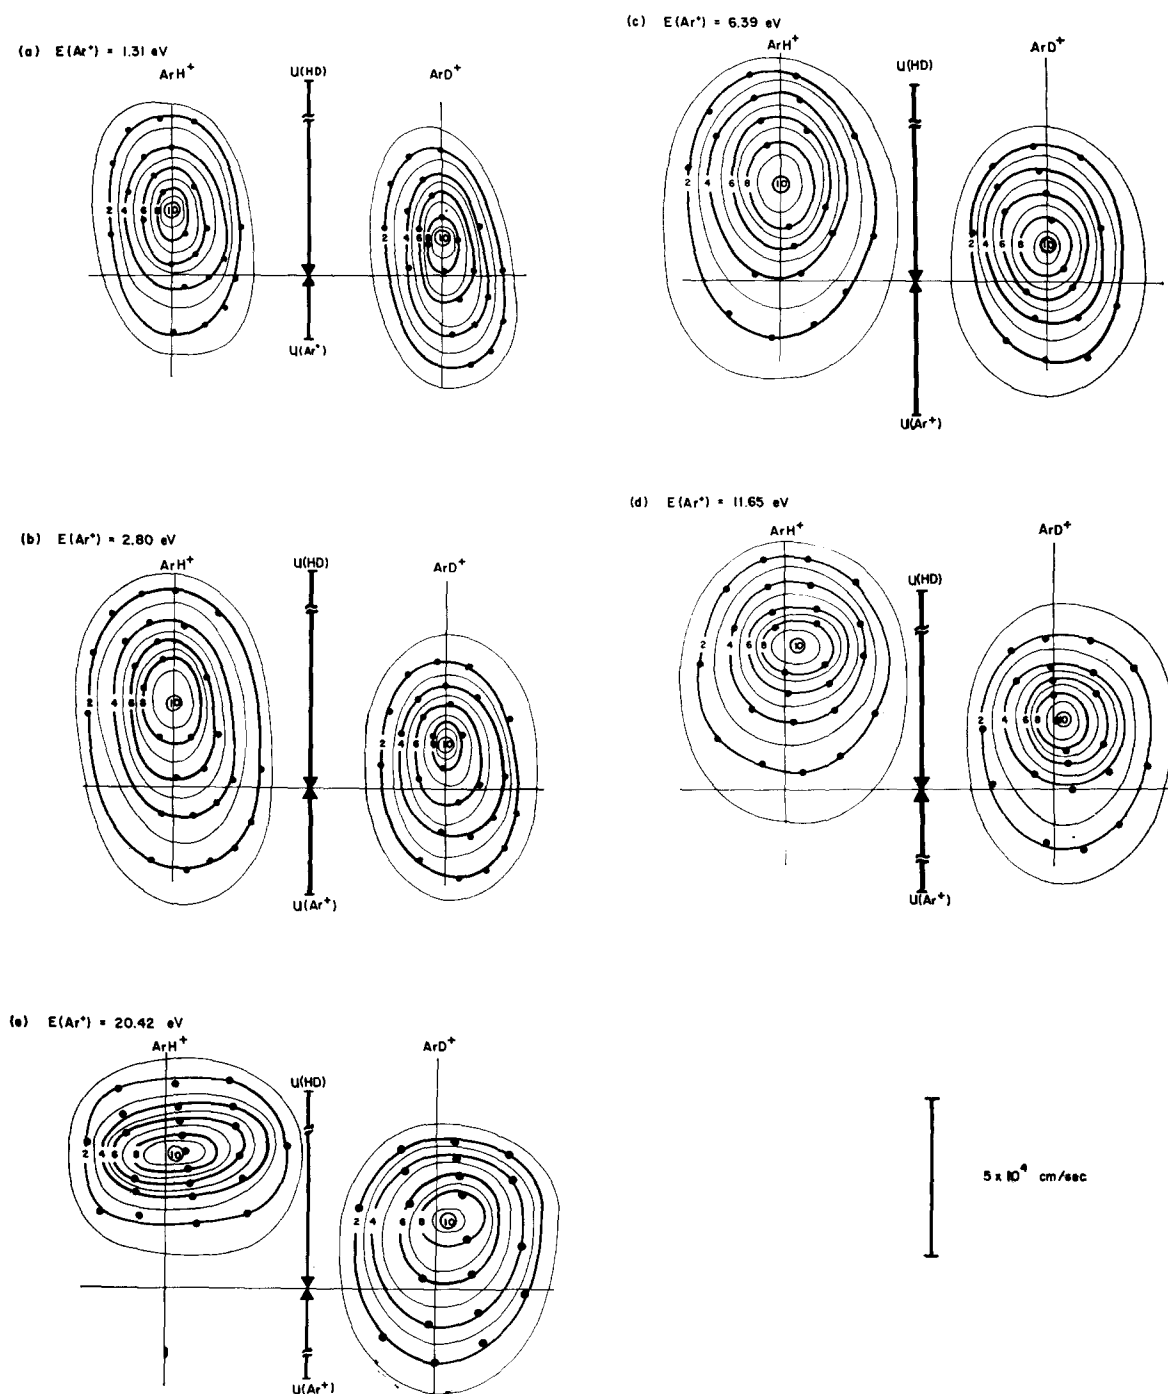 (a) E(Ar⁺) = 1.31 eV
ArH⁺
U(HD)
ArD⁺
2 4 6 8 10
2 4 6 8 10
U(Ar⁺)
(b) E(Ar⁺) = 2.80 eV
ArH⁺
U(HD)
ArD⁺
2 4 6 8 10
2 4 6 8 10
U(Ar⁺)
(c) E(Ar⁺) = 6.39 eV
ArH⁺
U(HD)
ArD⁺
2 4 6 8 10
2 4 6 8 10
U(Ar⁺)
(d) E(Ar⁺) = 11.65 eV
ArH⁺
U(HD)
ArD⁺
2 4 6 8 10
2 4 6 8 10
U(Ar⁺)
(e) E(Ar⁺) = 20.42 eV
ArH⁺
U(HD)
ArD⁺
2 4 6 8 10
2 4 6 8 10
U(Ar⁺)
5 x 10⁴ cm/sec